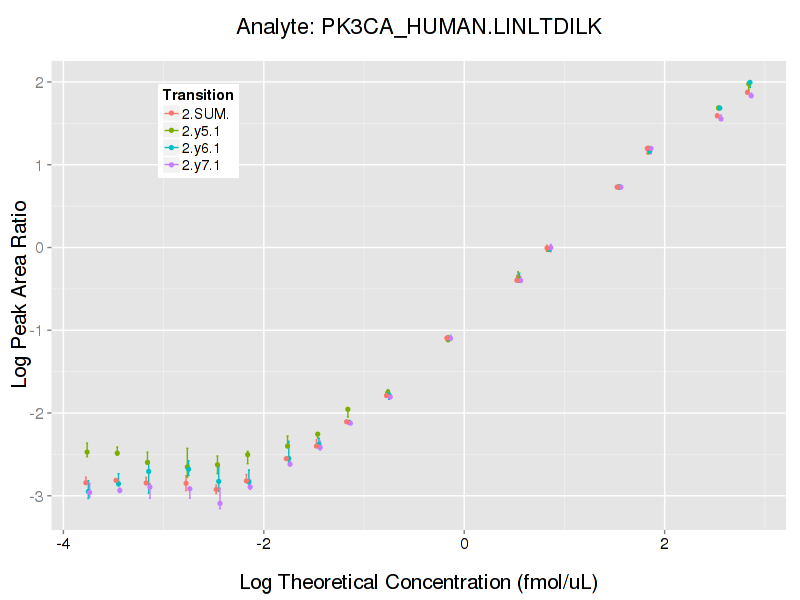 Analyte: PK3CA_HUMAN.LINLTDILK
Transition
2.SUM.
2.y5.1
2.y6.1
2.y7.1
Log Peak Area Ratio
2
1
0
-1
-2
-3
-4
-2
0
2
Log Theoretical Concentration (fmol/uL)